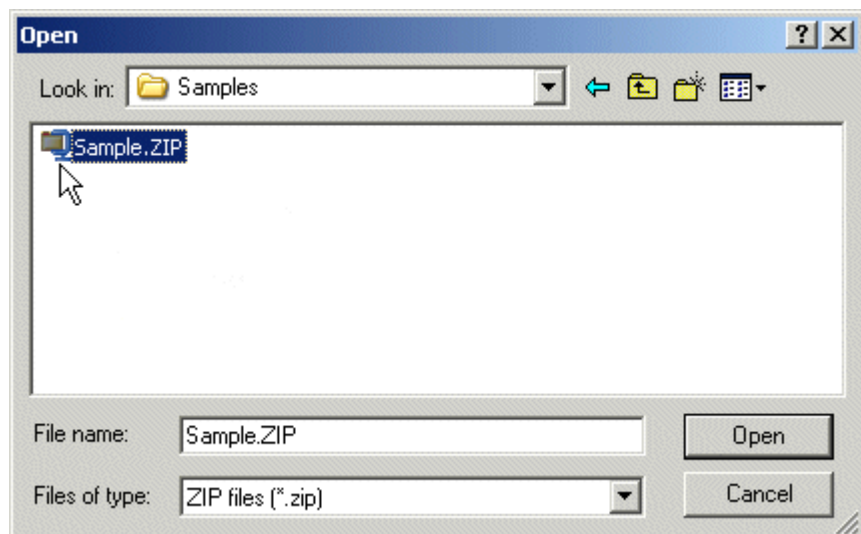 Open
Look in: Samples
Sample.ZIP
File name: Sample.ZIP Open
Files of type: ZIP files (*.zip) Cancel